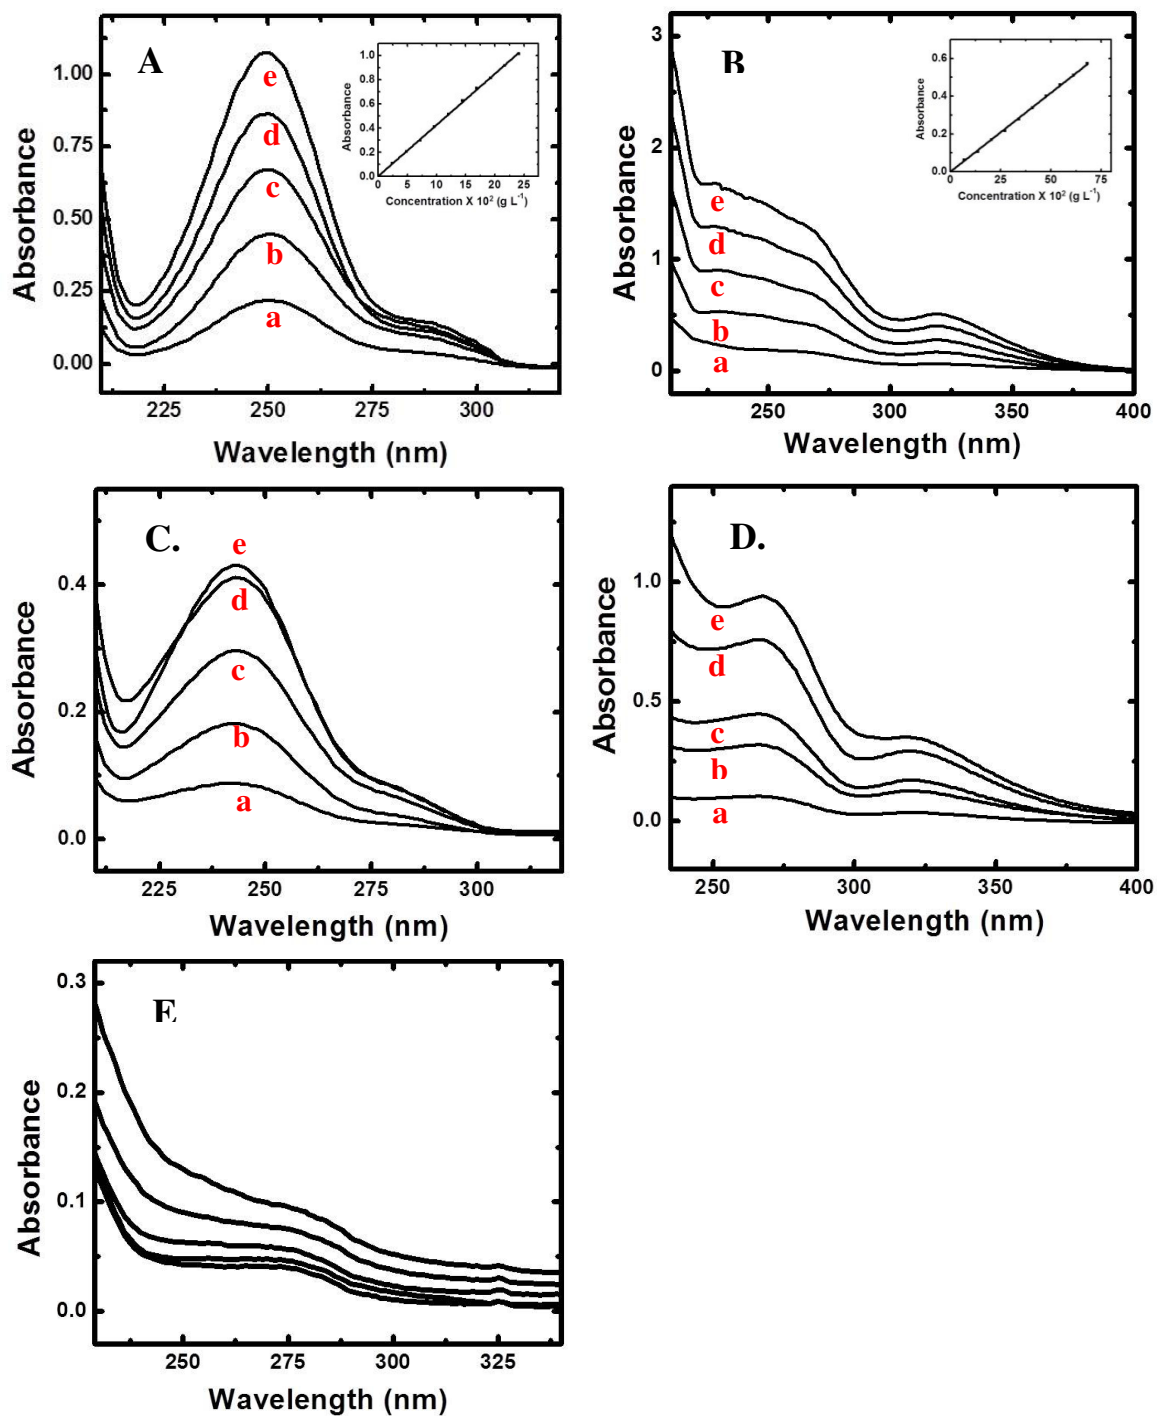 A
e
d
c
b
a
1.00
0.75
0.50
0.25
0.00
225
250
275
300
Absorbance
Wavelength (nm)
1.0
0.8
0.6
0.4
0.2
0.0
0
5
10
15
20
25
Absorbance
Concentration X 10² (g L⁻¹)
B
e
d
c
b
a
3
2
1
0
250
300
350
400
Absorbance
Wavelength (nm)
0.6
0.4
0.2
0.0
0
25
50
75
Absorbance
Concentration X 10² (g L⁻¹)
C.
e
d
c
b
a
0.4
0.2
0.0
225
250
275
300
Absorbance
Wavelength (nm)
D.
e
d
c
b
a
1.0
0.5
0.0
250
300
350
400
Absorbance
Wavelength (nm)
E
0.3
0.2
0.1
0.0
250
275
300
325
Absorbance
Wavelength (nm)